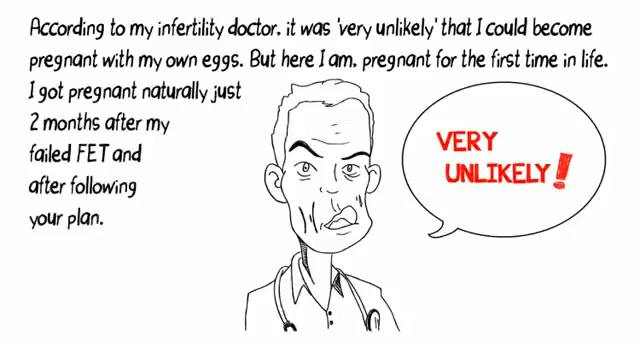 According to my infertility doctor, it was 'very unlikely' that I could become
pregnant with my own eggs. But here I am, pregnant for the first time in life.
I got pregnant naturally just
2 months after my
failed FET and
after following
your plan.
VERY
UNLIKELY!